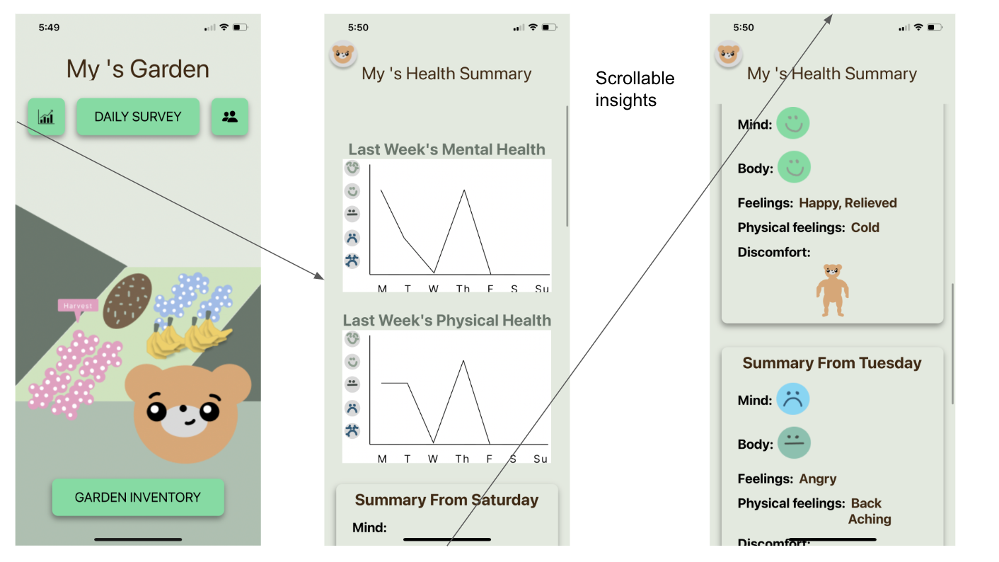 5:49
My 's Garden
DAILY SURVEY
Harvest
GARDEN INVENTORY
5:50
My 's Health Summary
Last Week's Mental Health
M T W Th F S Su
Last Week's Physical Health
M T W Th F S Su
Summary From Saturday
Mind:
Scrollable
insights
5:50
My 's Health Summary
Mind:
Body:
Feelings: Happy, Relieved
Physical feelings: Cold
Discomfort:
Summary From Tuesday
Mind:
Body:
Feelings: Angry
Physical feelings: Back
Aching
Discomfort: